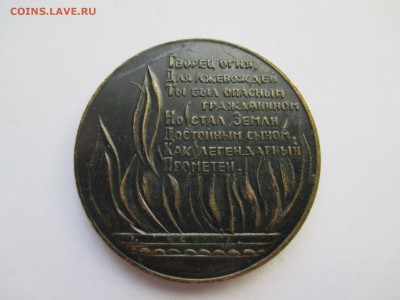 COINS.LAVE.RU
Творец огня,
Для лжевождей
Ты был опасным
гражданином
Но стал Земли
Достойным сыном,
Как легендарный
Прометей.